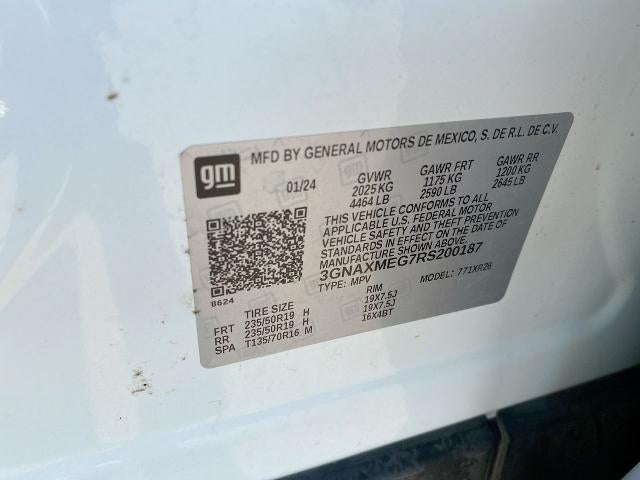 gm
MFD BY GENERAL MOTORS DE MEXICO, S. DE R.L. DE C.V.
01/24 GVWR GAWR FRT GAWR RR
2025 KG 1175 KG 1200 KG
4464 LB 2590 LB 2645 LB
THIS VEHICLE CONFORMS TO ALL
APPLICABLE U.S. FEDERAL MOTOR
VEHICLE SAFETY AND THEFT PREVENTION
STANDARDS IN EFFECT ON THE DATE OF
MANUFACTURE SHOWN ABOVE.
3GNAXMEG7RS200187
TYPE: MPV MODEL: 771XR26
8624
TIRE SIZE RIM
FRT 235/50R19 H 19X7.5J
RR 235/50R19 H 19X7.5J
SPA T135/70R16 M 16X4BT